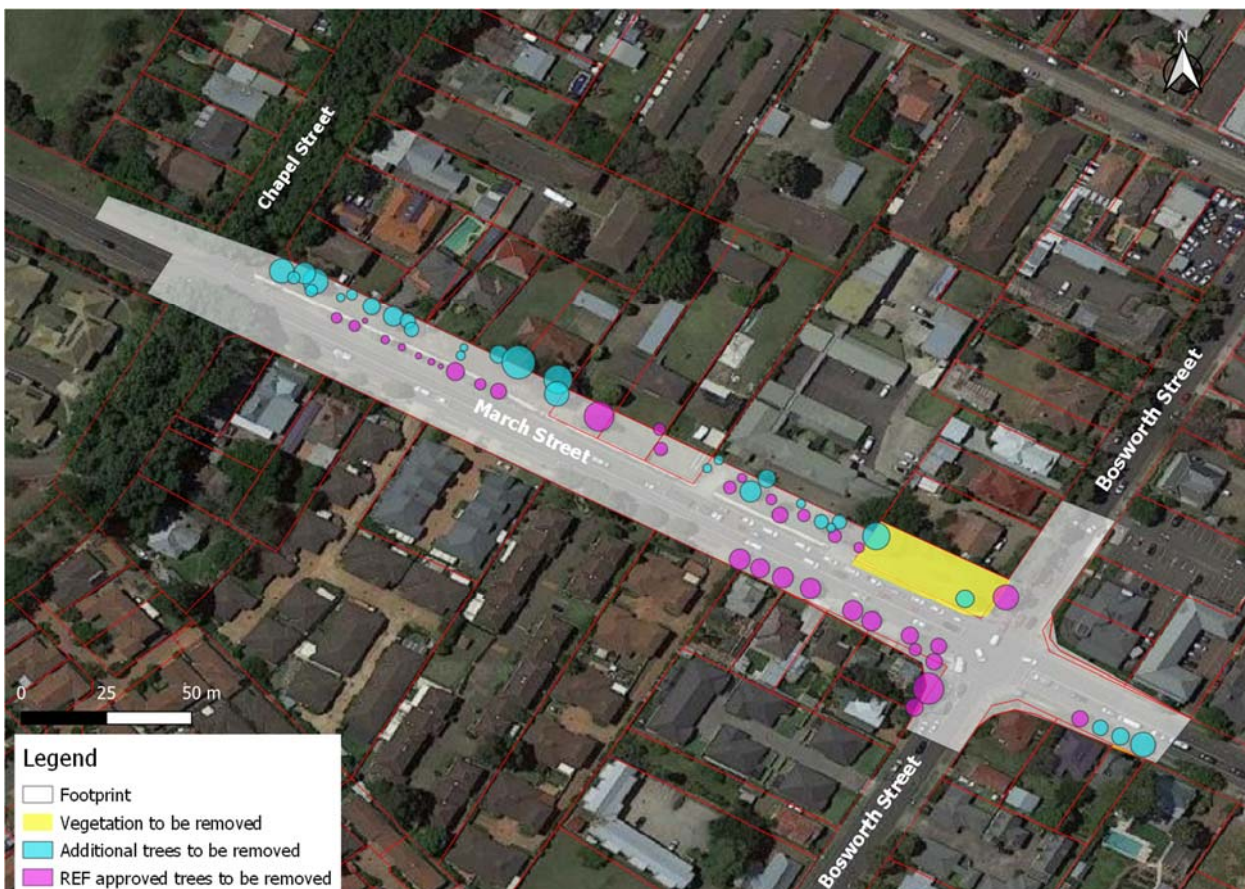 N
Chapel Street
March Street
Bosworth Street
Bosworth Street
0 25 50 m
Legend
Footprint
Vegetation to be removed
Additional trees to be removed
REF approved trees to be removed